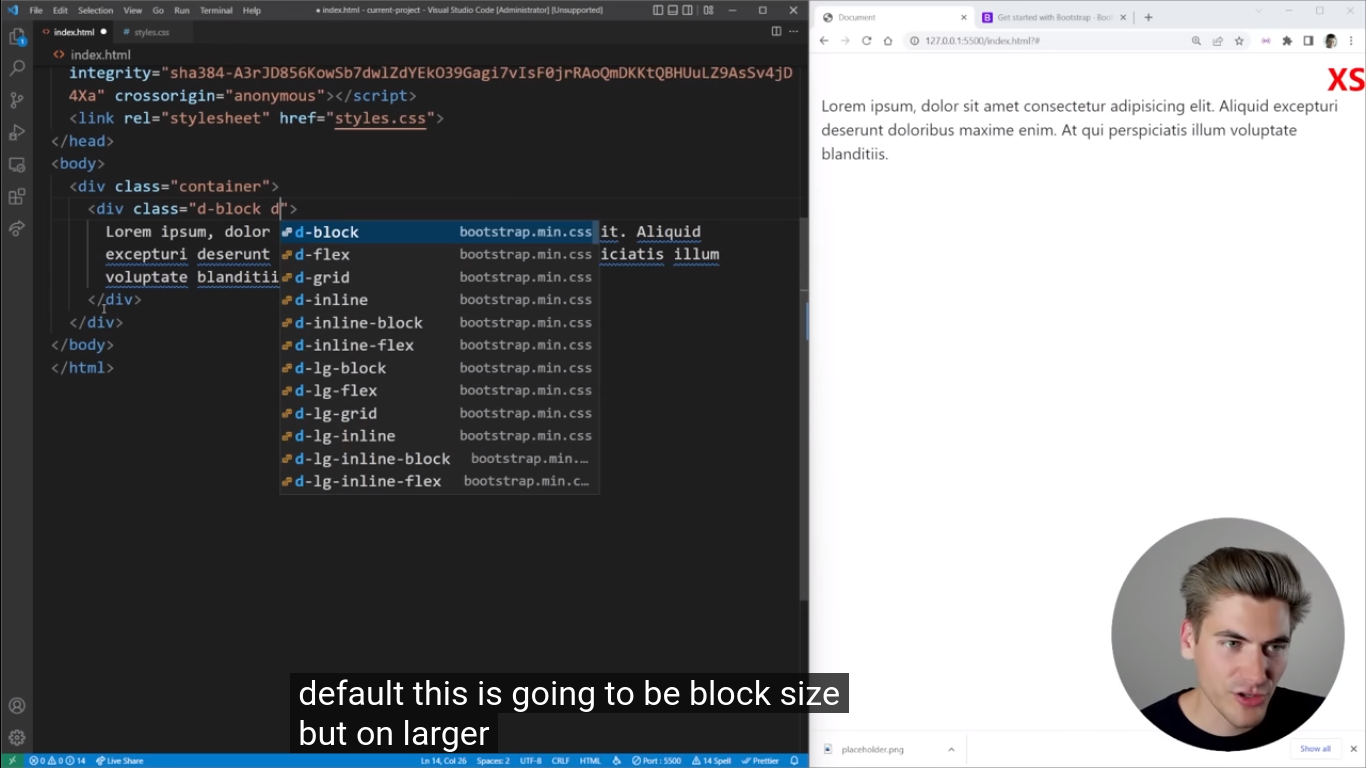 File Edit Selection View Go Run Terminal Help
index.html - current-project - Visual Studio Code [Administrator] [Unsupported]
index.html
styles.css
index.html
integrity="sha384-A3rJD856KowSb7dwlZdYEkO39Gagi7vIsF0jrRAoQmDKKtQBHUuLZ9AsSv4jD
4Xa" crossorigin="anonymous"></script>
<link rel="stylesheet" href="styles.css">
</head>
<body>
<div class="container">
<div class="d-block d">
Lorem ipsum, dolor it. Aliquid
excepturi deserunt iciatis illum
voluptate blanditii
</div>
</div>
</body>
</html>
d-block bootstrap.min.css
d-flex bootstrap.min.css
d-grid bootstrap.min.css
d-inline bootstrap.min.css
d-inline-block bootstrap.min.css
d-inline-flex bootstrap.min.css
d-lg-block bootstrap.min.css
d-lg-flex bootstrap.min.css
d-lg-grid bootstrap.min.css
d-lg-inline bootstrap.min.css
d-lg-inline-block bootstrap.min.…
d-lg-inline-flex bootstrap.min.c…
0 0 14 Live Share
Ln 14, Col 26 Spaces: 2 UTF-8 CRLF HTML Port : 5500 14 Spell Prettier
Document
Get started with Bootstrap · Boo
127.0.0.1:5500/index.html?#
XS
Lorem ipsum, dolor sit amet consectetur adipisicing elit. Aliquid excepturi
deserunt doloribus maxime enim. At qui perspiciatis illum voluptate
blanditiis.
placeholder.png
Show all
default this is going to be block size
but on larger